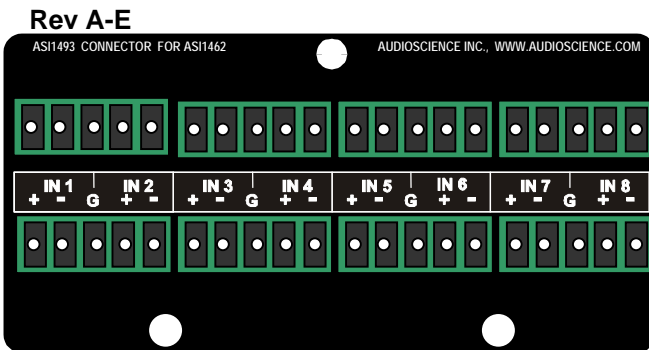 Rev A-E
ASI1493 CONNECTOR FOR ASI1462 AUDIOSCIENCE INC., WWW.AUDIOSCIENCE.COM
IN 1 IN 2 IN 3 IN 4 IN 5 IN 6 IN 7 IN 8
+ - G + - + - G + - + - G + - + - G + -